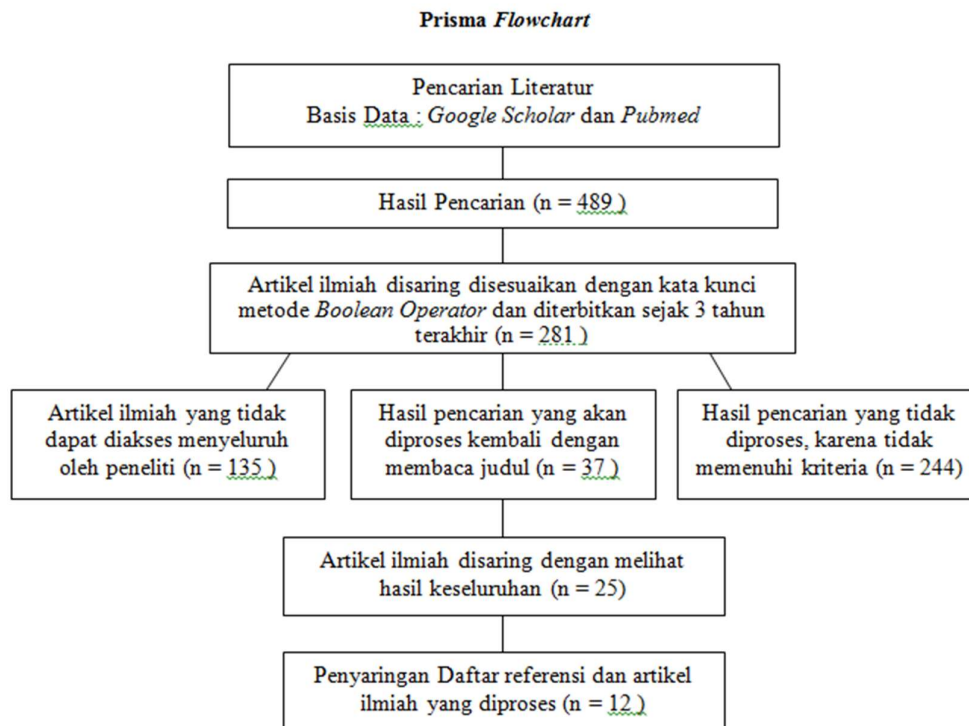 Prisma Flowchart
Pencarian Literatur
Basis Data : Google Scholar dan Pubmed
Hasil Pencarian (n = 489 )
Artikel ilmiah disaring disesuaikan dengan kata kunci
metode Boolean Operator dan diterbitkan sejak 3 tahun
terakhir (n = 281 )
Artikel ilmiah yang tidak
dapat diakses menyeluruh
oleh peneliti (n = 135 )
Hasil pencarian yang akan
diproses kembali dengan
membaca judul (n = 37 )
Hasil pencarian yang tidak
diproses, karena tidak
memenuhi kriteria (n = 244)
Artikel ilmiah disaring dengan melihat
hasil keseluruhan (n = 25)
Penyaringan Daftar referensi dan artikel
ilmiah yang diproses (n = 12 )